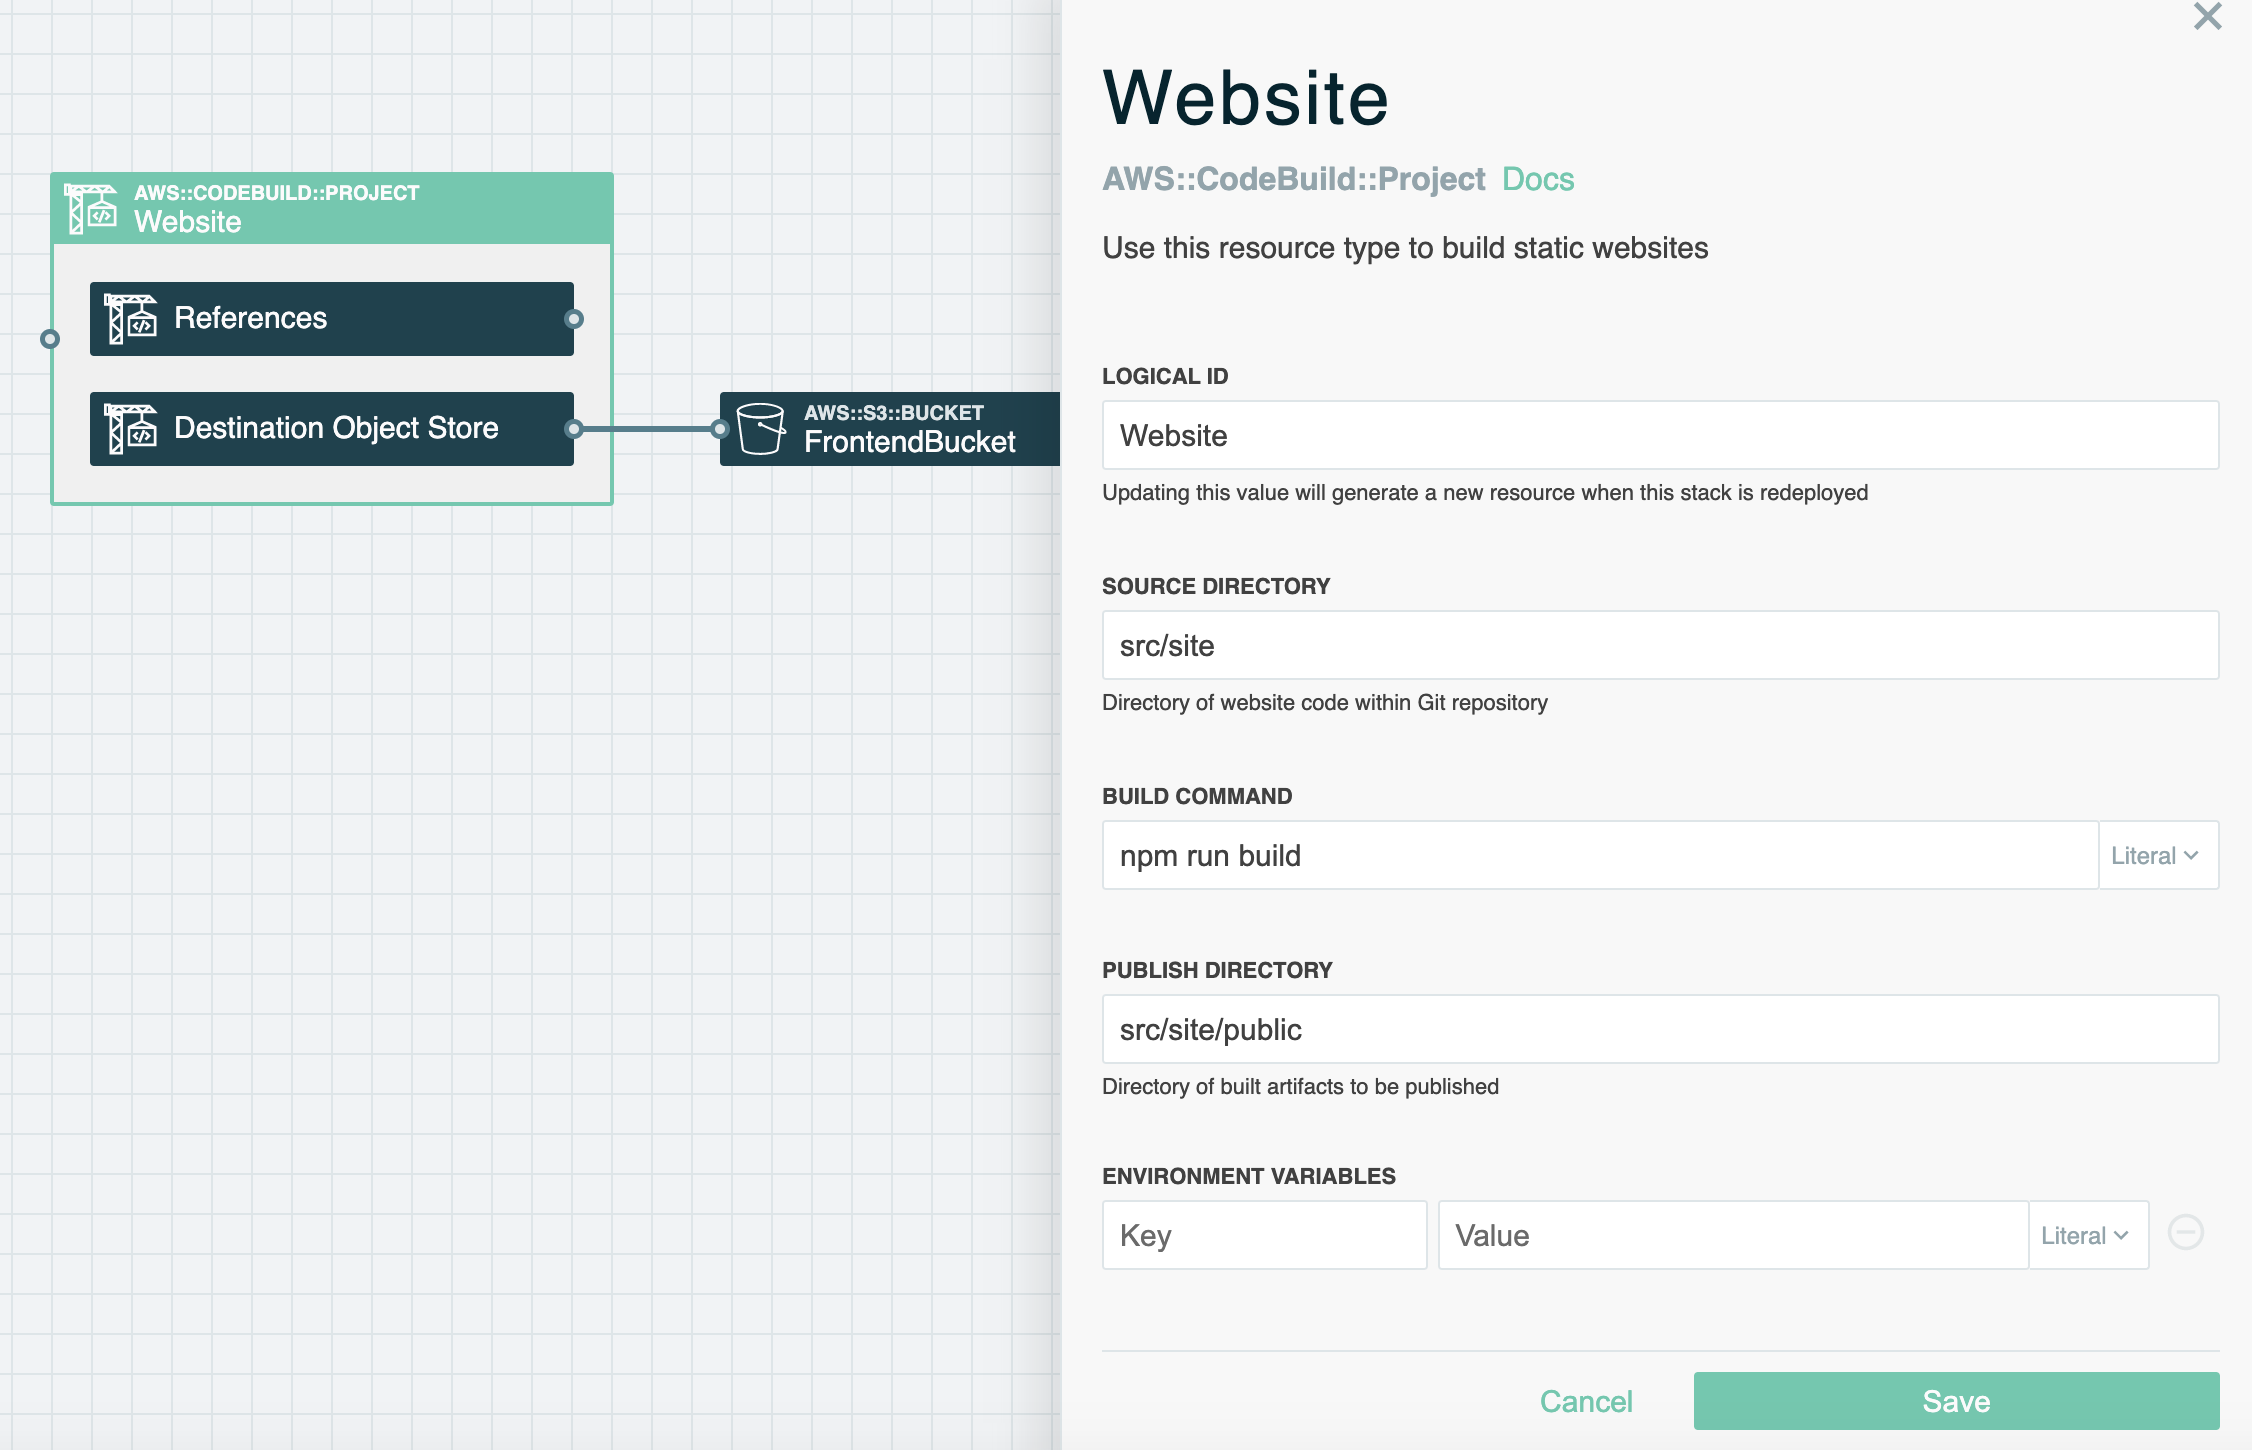 AWS::CODEBUILD::PROJECT
Website
References
Destination Object Store
AWS::S3::BUCKET
FrontendBucket
Website
AWS::CodeBuild::Project Docs
Use this resource type to build static websites
LOGICAL ID
Website
Updating this value will generate a new resource when this stack is redeployed
SOURCE DIRECTORY
src/site
Directory of website code within Git repository
BUILD COMMAND
npm run build Literal
PUBLISH DIRECTORY
src/site/public
Directory of built artifacts to be published
ENVIRONMENT VARIABLES
Key Value Literal
Cancel Save